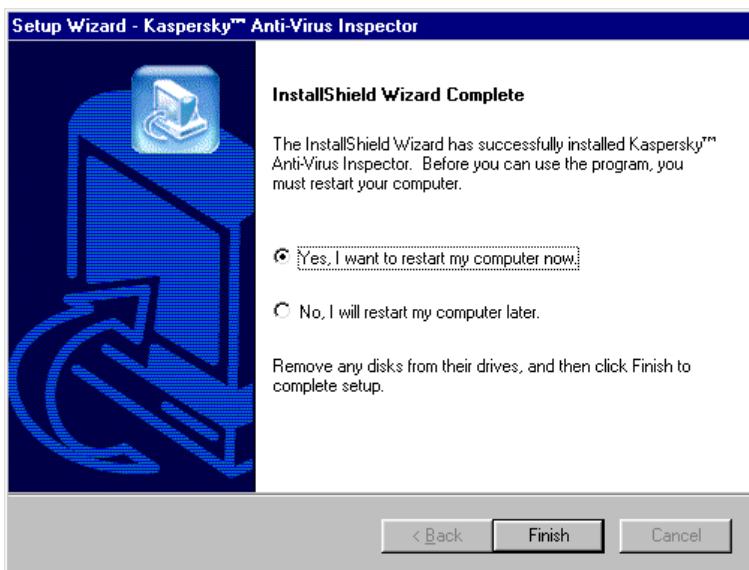 Setup Wizard - Kaspersky™ Anti-Virus Inspector
InstallShield Wizard Complete
The InstallShield Wizard has successfully installed Kaspersky™
Anti-Virus Inspector. Before you can use the program, you
must restart your computer.
Yes, I want to restart my computer now.
No, I will restart my computer later.
Remove any disks from their drives, and then click Finish to
complete setup.
< Back
Finish
Cancel